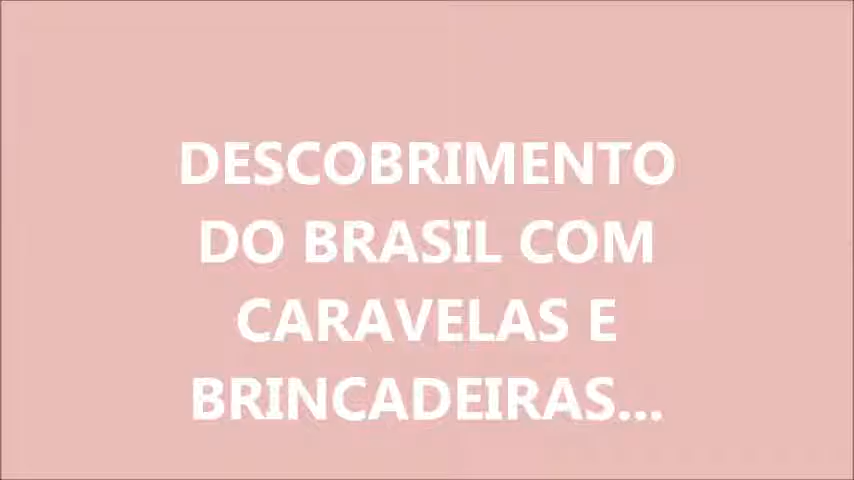 DESCOBRIMENTO
DO BRASIL COM
CARAVELAS E
BRINCADEIRAS...